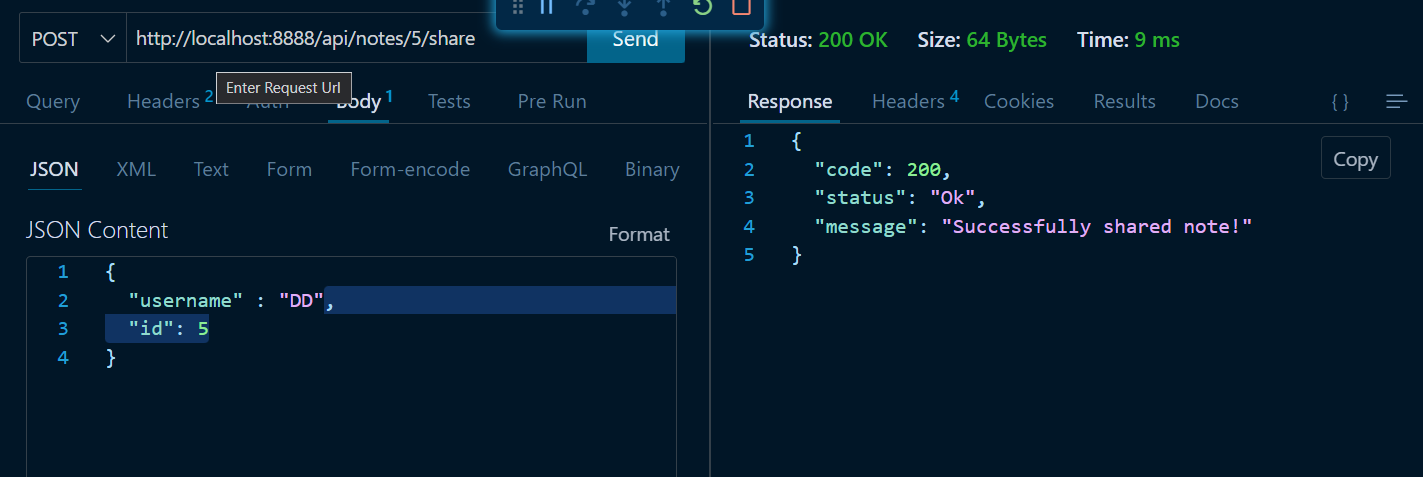 POST http://localhost:8888/api/notes/5/share Send
Enter Request Url
Query Headers 2 Auth Body 1 Tests Pre Run
JSON XML Text Form Form-encode GraphQL Binary
JSON Content Format
1 {
2 "username" : "DD",
3 "id": 5
4 }
Status: 200 OK Size: 64 Bytes Time: 9 ms
Response Headers 4 Cookies Results Docs { }
Copy
1 {
2 "code": 200,
3 "status": "Ok",
4 "message": "Successfully shared note!"
5 }